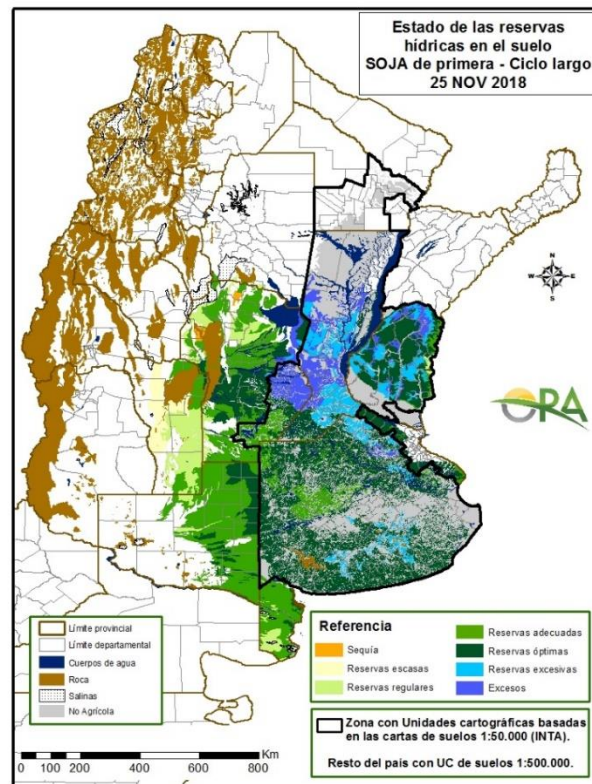 Estado de las reservas
hídricas en el suelo
SOJA de primera - Ciclo largo
25 NOV 2018
N
W
E
S
ORA
Límite provincial
Límite departamental
Cuerpos de agua
Roca
Salinas
No Agrícola
Referencia
Sequía
Reservas escasas
Reservas regulares
Reservas adecuadas
Reservas óptimas
Reservas excesivas
Excesos
Zona con Unidades cartográficas basadas
en las cartas de suelos 1:50.000 (INTA).
Resto del país con UC de suelos 1:500.000.
0 100 200 400 600 800 Km